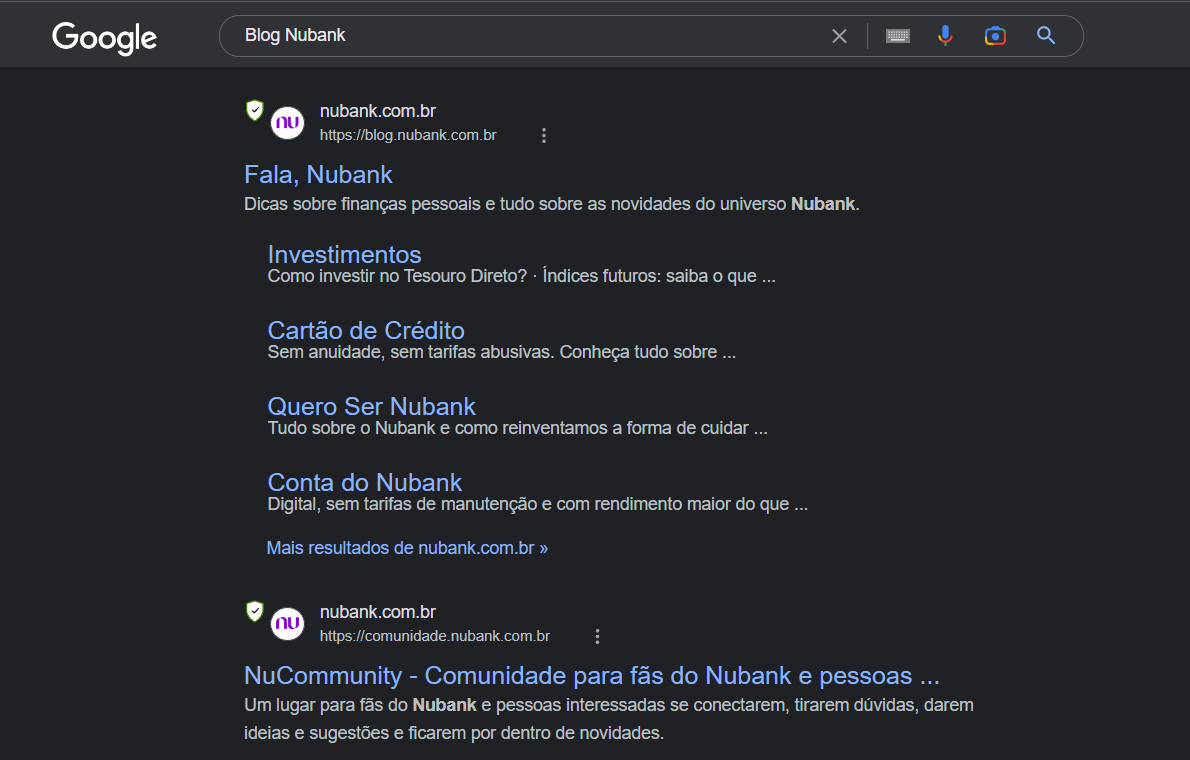 Google
Blog Nubank
nu
nubank.com.br
https://blog.nubank.com.br
Fala, Nubank
Dicas sobre finanças pessoais e tudo sobre as novidades do universo Nubank.
Investimentos
Como investir no Tesouro Direto? · Índices futuros: saiba o que ...
Cartão de Crédito
Sem anuidade, sem tarifas abusivas. Conheça tudo sobre ...
Quero Ser Nubank
Tudo sobre o Nubank e como reinventamos a forma de cuidar ...
Conta do Nubank
Digital, sem tarifas de manutenção e com rendimento maior do que ...
Mais resultados de nubank.com.br »
nu
nubank.com.br
https://comunidade.nubank.com.br
NuCommunity - Comunidade para fãs do Nubank e pessoas ...
Um lugar para fãs do Nubank e pessoas interessadas se conectarem, tirarem dúvidas, darem
ideias e sugestões e ficarem por dentro de novidades.